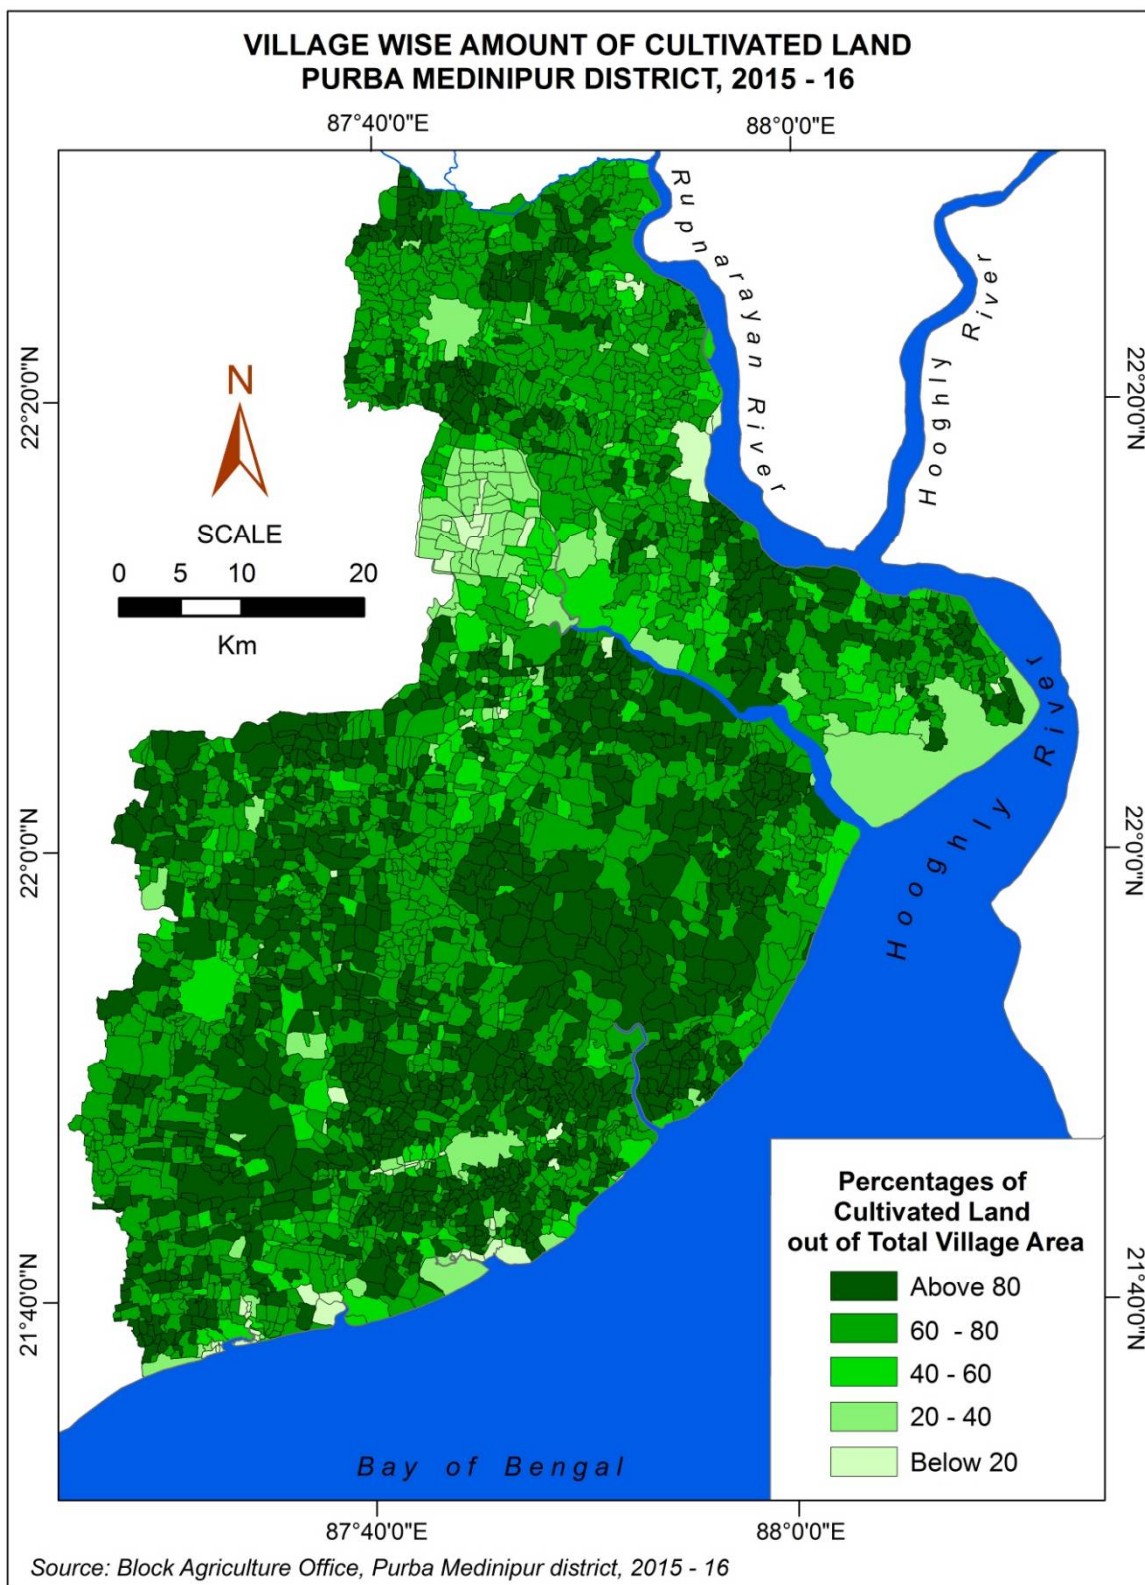 VILLAGE WISE AMOUNT OF CULTIVATED LAND
PURBA MEDINIPUR DISTRICT, 2015 - 16
87°40'0"E
88°0'0"E
Rupnarayan River
Hooghly River
22°20'0"N
22°20'0"N
N
SCALE
0 5 10 20
Km
Hooghly River
22°0'0"N
22°0'0"N
21°40'0"N
21°40'0"N
Percentages of
Cultivated Land
out of Total Village Area
Above 80
60 - 80
40 - 60
20 - 40
Below 20
Bay of Bengal
87°40'0"E
88°0'0"E
Source: Block Agriculture Office, Purba Medinipur district, 2015 - 16